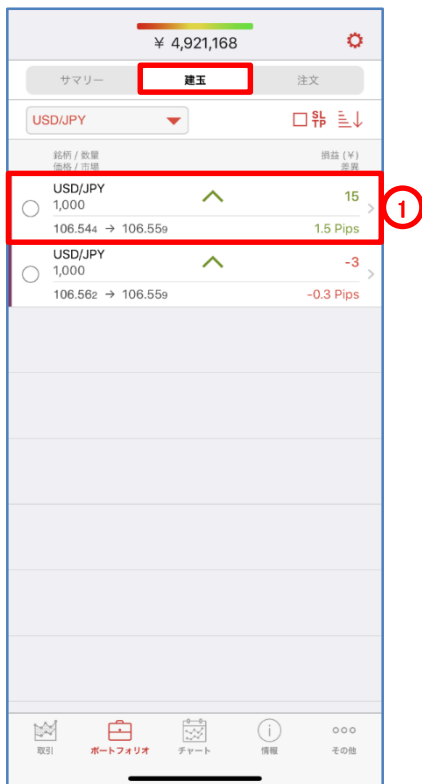 ¥ 4,921,168
サマリー 建玉 注文
USD/JPY SL TP
銘柄 / 数量 損益 (¥)
価格 / 市場 差異
USD/JPY
1,000 15
106.544 → 106.559 1.5 Pips
1
USD/JPY
1,000 -3
106.562 → 106.559 -0.3 Pips
取引 ポートフォリオ チャート 情報 その他